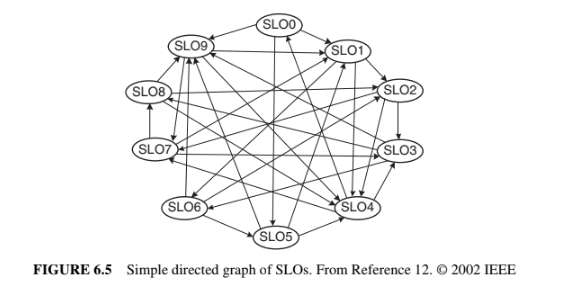 SLO0
SLO9
SLO1
SLO8
SLO2
SLO7
SLO3
SLO6
SLO4
SLO5
FIGURE 6.5 Simple directed graph of SLOs. From Reference 12. © 2002 IEEE